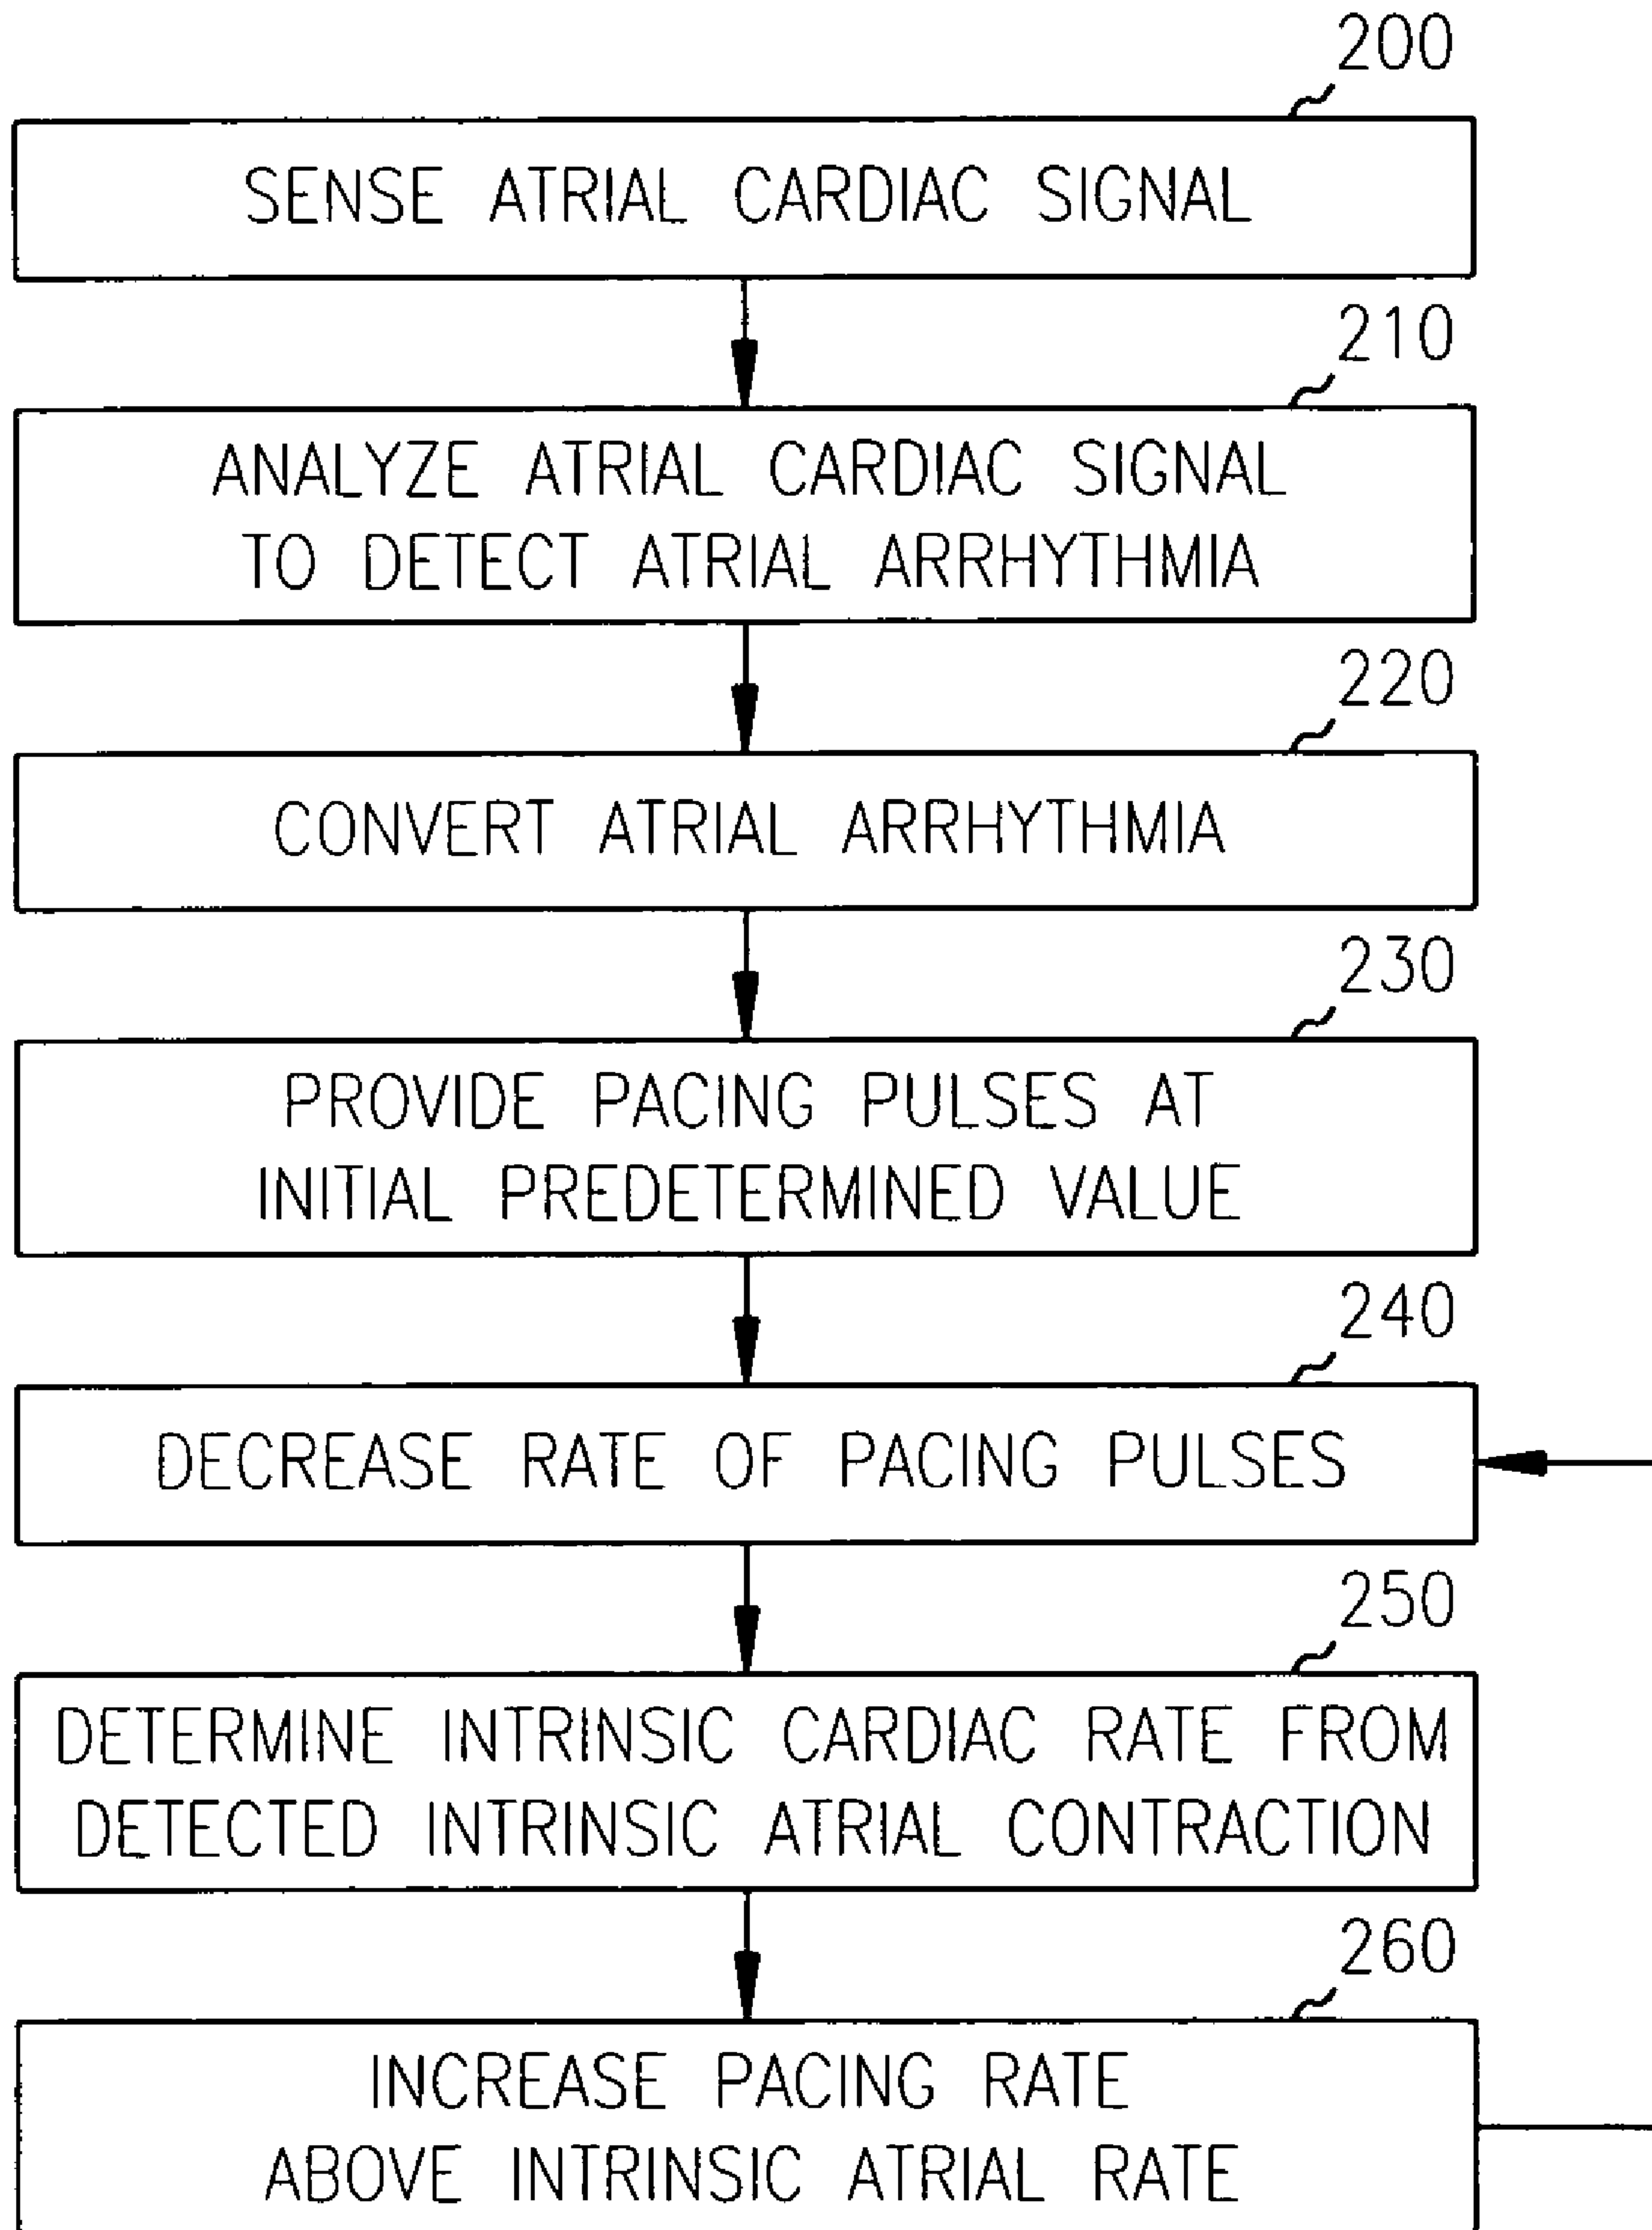 200
SENSE ATRIAL CARDIAC SIGNAL
210
ANALYZE ATRIAL CARDIAC SIGNAL
TO DETECT ATRIAL ARRHYTHMIA
220
CONVERT ATRIAL ARRHYTHMIA
230
PROVIDE PACING PULSES AT
INITIAL PREDETERMINED VALUE
240
DECREASE RATE OF PACING PULSES
250
DETERMINE INTRINSIC CARDIAC RATE FROM
DETECTED INTRINSIC ATRIAL CONTRACTION
260
INCREASE PACING RATE
ABOVE INTRINSIC ATRIAL RATE